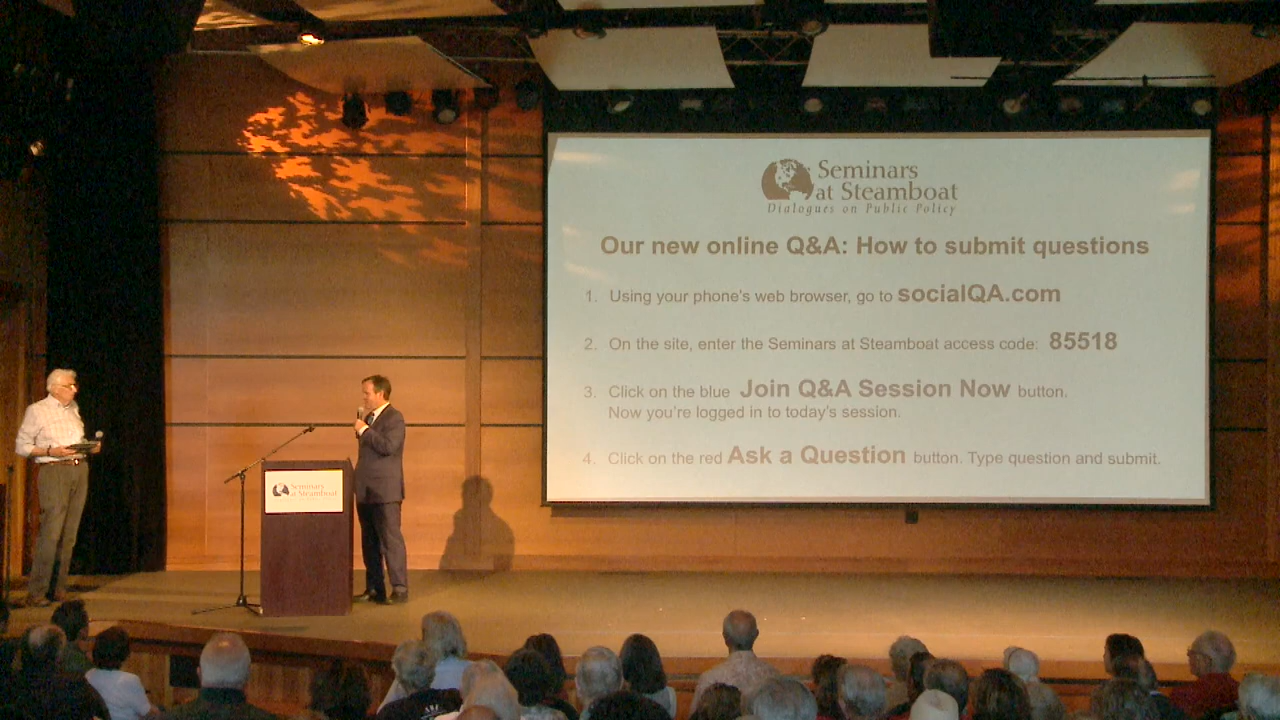 Seminars
at Steamboat
Dialogues on Public Policy
Our new online Q&A: How to submit questions
1. Using your phone's web browser, go to socialQA.com
2. On the site, enter the Seminars at Steamboat access code: 85518
3. Click on the blue Join Q&A Session Now button.
Now you're logged in to today's session.
4. Click on the red Ask a Question button. Type question and submit.
Seminars
at Steamboat